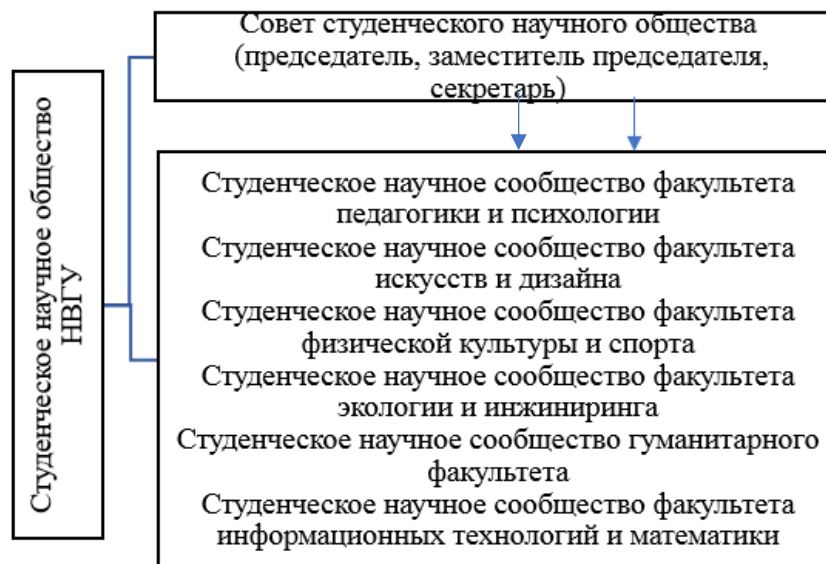 Совет студенческого научного общества
(председатель, заместитель председателя,
секретарь)
Студенческое научное общество
НВГУ
Студенческое научное сообщество факультета
педагогики и психологии
Студенческое научное сообщество факультета
искусств и дизайна
Студенческое научное сообщество факультета
физической культуры и спорта
Студенческое научное сообщество факультета
экологии и инжиниринга
Студенческое научное сообщество гуманитарного
факультета
Студенческое научное сообщество факультета
информационных технологий и математики